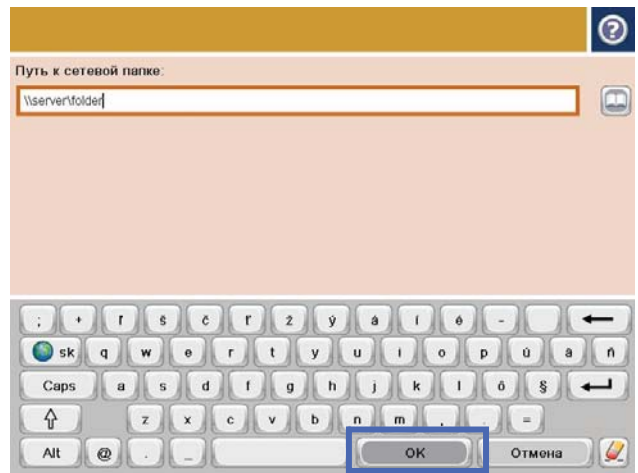 ?
Путь к сетевой папке:
\\server\folder
; + ľ š č ť ž ý á í é -
sk q w e r t y u i o p ú ä ň
Caps a s d f g h j k l ô §
z x c v b n m , . =
Alt @ . _ OK Отмена